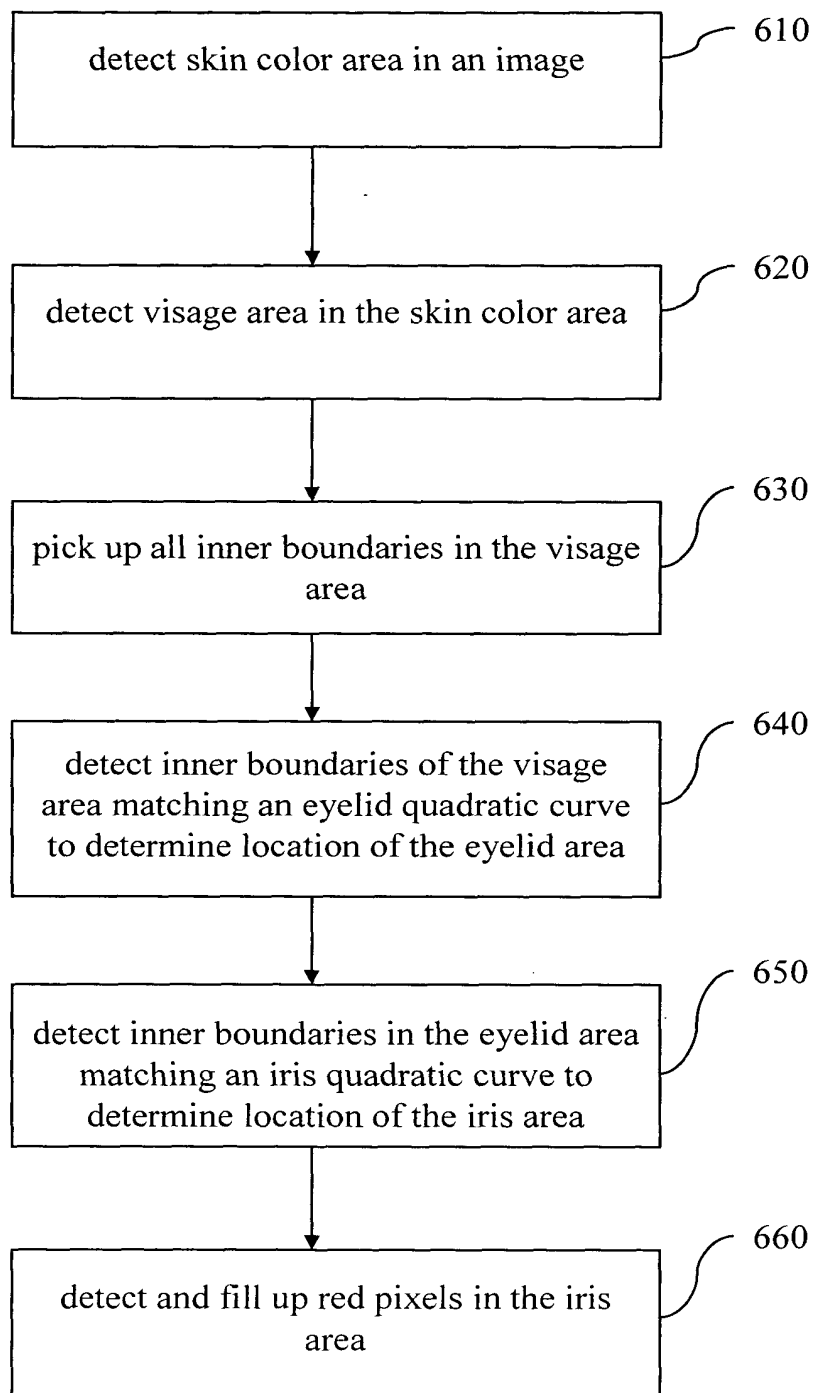 610
detect skin color area in an image
620
detect visage area in the skin color area
630
pick up all inner boundaries in the visage
area
640
detect inner boundaries of the visage
area matching an eyelid quadratic curve
to determine location of the eyelid area
650
detect inner boundaries in the eyelid area
matching an iris quadratic curve to
determine location of the iris area
660
detect and fill up red pixels in the iris
area